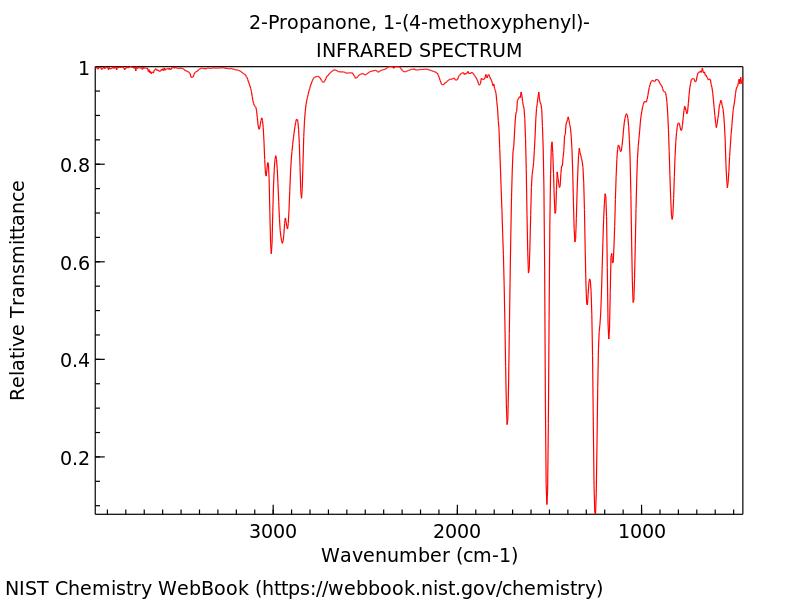 2-Propanone, 1-(4-methoxyphenyl)-
INFRARED SPECTRUM
1
0.8
0.6
0.4
0.2
Relative Transmittance
3000 2000 1000
Wavenumber (cm-1)
NIST Chemistry WebBook (https://webbook.nist.gov/chemistry)